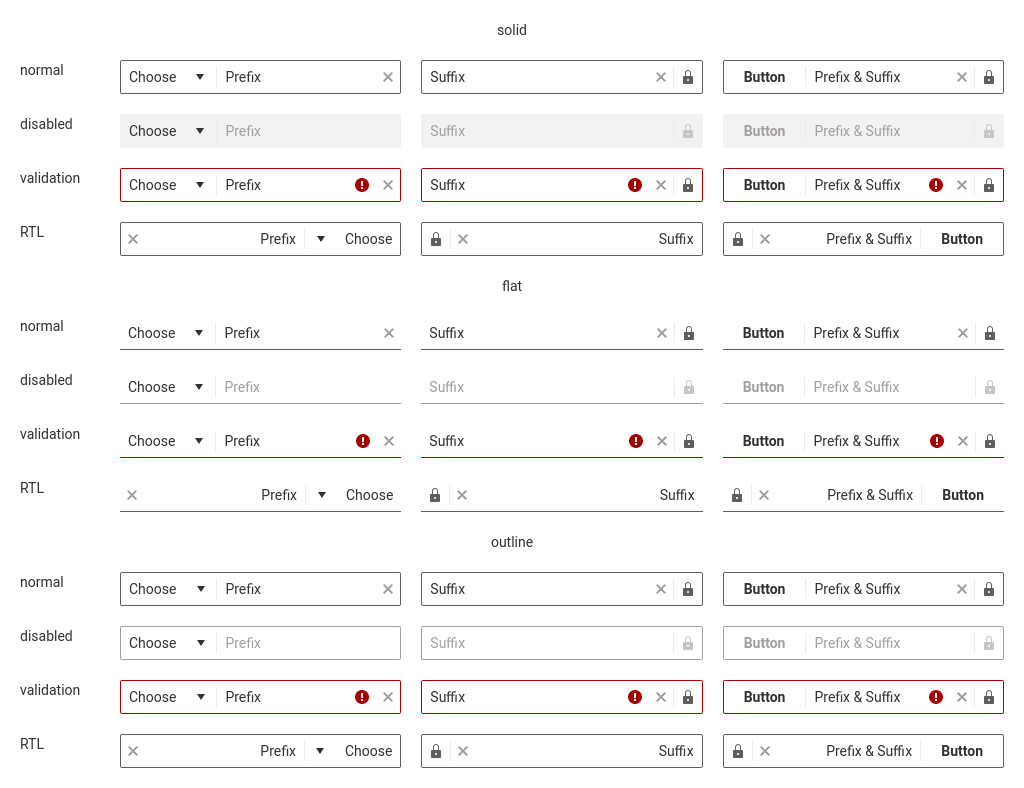 solid
normal Choose Prefix Suffix Button Prefix & Suffix
disabled Choose Prefix Suffix Button Prefix & Suffix
validation Choose Prefix Suffix Button Prefix & Suffix
RTL Prefix Choose Suffix Prefix & Suffix Button
flat
normal Choose Prefix Suffix Button Prefix & Suffix
disabled Choose Prefix Suffix Button Prefix & Suffix
validation Choose Prefix Suffix Button Prefix & Suffix
RTL Prefix Choose Suffix Prefix & Suffix Button
outline
normal Choose Prefix Suffix Button Prefix & Suffix
disabled Choose Prefix Suffix Button Prefix & Suffix
validation Choose Prefix Suffix Button Prefix & Suffix
RTL Prefix Choose Suffix Prefix & Suffix Button